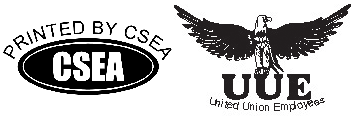 PRINTED BY CSEA
CSEA
UUE
United Union Employees